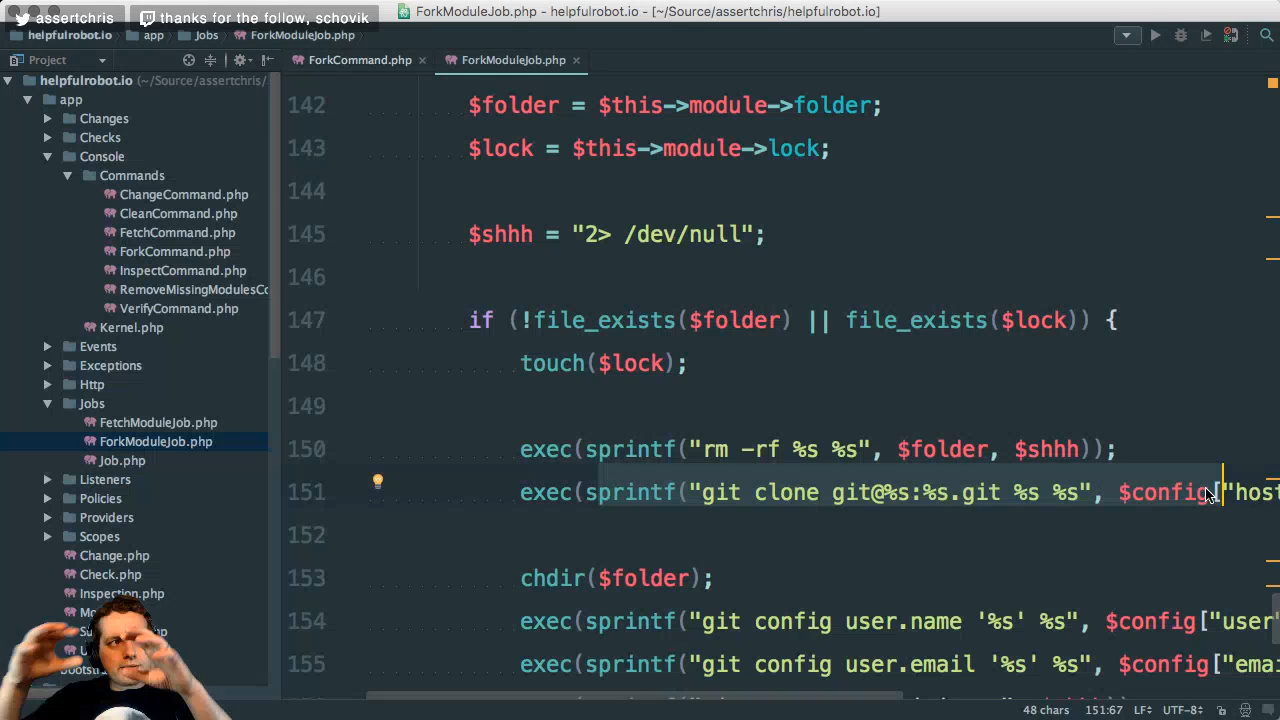 assertchris
thanks for the follow, schovik
ForkModuleJob.php - helpfulrobot.io - [~/Source/assertchris/helpfulrobot.io]
helpfulrobot.io
app
Jobs
ForkModuleJob.php
Project
ForkCommand.php
ForkModuleJob.php
helpfulrobot.io (~/Source/assertchris/
app
Changes
Checks
Console
Commands
ChangeCommand.php
CleanCommand.php
FetchCommand.php
ForkCommand.php
InspectCommand.php
RemoveMissingModulesCo
VerifyCommand.php
Kernel.php
Events
Exceptions
Http
Jobs
FetchModuleJob.php
ForkModuleJob.php
Job.php
Listeners
Policies
Providers
Scopes
Change.php
Check.php
Inspection.php
142 $folder = $this->module->folder;
143 $lock = $this->module->lock;
144
145 $shhh = "2> /dev/null";
146
147 if (!file_exists($folder) || file_exists($lock)) {
148 touch($lock);
149
150 exec(sprintf("rm -rf %s %s", $folder, $shhh));
151 exec(sprintf("git clone git@%s:%s.git %s %s", $config["host
152
153 chdir($folder);
154 exec(sprintf("git config user.name '%s' %s", $config["user"
155 exec(sprintf("git config user.email '%s' %s", $config["emai
48 chars 151:67 LF÷ UTF-8÷